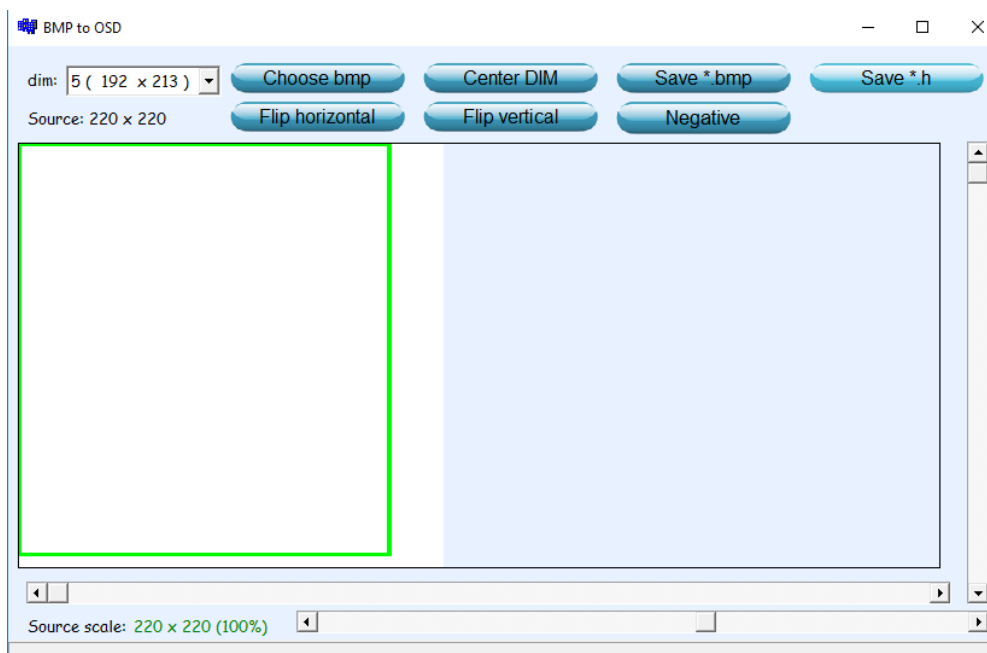 BMP to OSD
dim: 5 ( 192 x 213 ) Choose bmp Center DIM Save *.bmp Save *.h
Source: 220 x 220 Flip horizontal Flip vertical Negative
Source scale: 220 x 220 (100%)